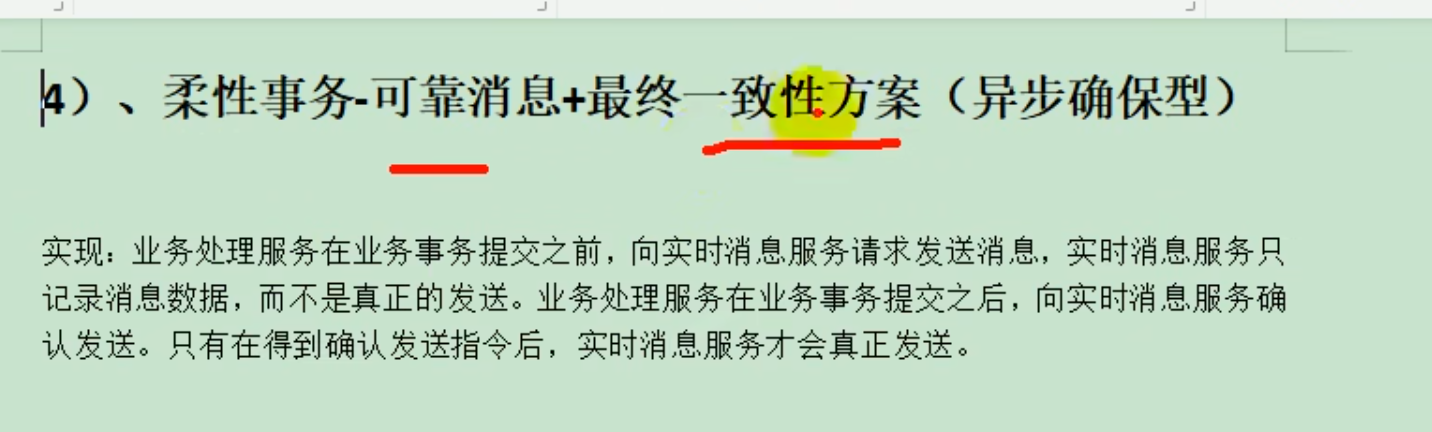 4）、柔性事务-可靠消息+最终一致性方案（异步确保型）
实现：业务处理服务在业务事务提交之前，向实时消息服务请求发送消息，实时消息服务只
记录消息数据，而不是真正的发送。业务处理服务在业务事务提交之后，向实时消息服务确
认发送。只有在得到确认发送指令后，实时消息服务才会真正发送。